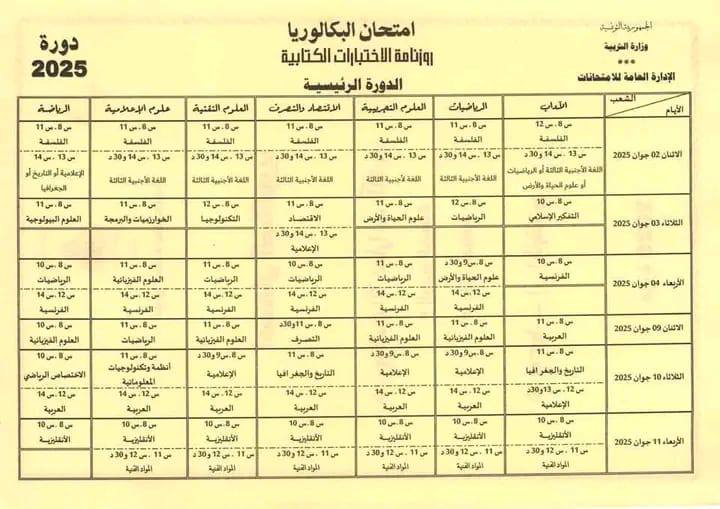 الجمهورية التونسية
وزارة التربية
***
الإدارة العامة للامتحانات
امتحان البكالوريا
روزنامة الاختبارات الكتابية
الدورة الرئيسية
دورة
2025
الشعب
الأيام
الآداب
الرياضيات
العلوم التجريبية
الاقتصاد والتصرف
العلوم التقنية
علوم الإعلامية
الرياضة
الاثنين 02 جوان 2025
س 8 ـ س 12
الفلسفة
س 13 ـ س 14 و30 د
اللغة الأجنبية الثالثة أو الرياضيات
أو علوم الحياة والأرض
س 8 ـ س 11
الفلسفة
س 13 ـ س 14 و30 د
اللغة الأجنبية الثالثة
س 8 ـ س 11
الفلسفة
س 13 ـ س 14 و30 د
اللغة الأجنبية الثالثة
س 8 ـ س 11
الفلسفة
س 13 ـ س 14 و30 د
اللغة الأجنبية الثالثة
س 8 ـ س 11
الفلسفة
س 13 ـ س 14 و30 د
اللغة الأجنبية الثالثة
س 8 ـ س 11
الفلسفة
س 13 ـ س 14 و30 د
اللغة الأجنبية الثالثة
س 8 ـ س 11
الفلسفة
س 13 ـ س 14
الإعلامية أو التاريخ أو
الجغرافيا
الثلاثاء 03 جوان 2025
س 8 ـ س 10
التفكير الإسلامي
س 8 ـ س 12
الرياضيات
س 8 ـ س 11
علوم الحياة والأرض
س 8 ـ س 11
الاقتصاد
س 13 ـ س 14 و30 د
الإعلامية
س 8 ـ س 12
التكنولوجيا
س 8 ـ س 11
الخوارزميات والبرمجة
س 8 ـ س 11
العلوم البيولوجية
الأربعاء 04 جوان 2025
س 8 ـ س 10
الفرنسية
س 8 ـ س 9 و30 د
علوم الحياة والأرض
س 12 ـ س 14
الفرنسية
س 8 ـ س 11
الرياضيات
س 12 ـ س 14
الفرنسية
س 8 ـ س 10
الرياضيات
س 12 ـ س 14
الفرنسية
س 8 ـ س 11
الرياضيات
س 12 ـ س 14
الفرنسية
س 8 ـ س 11
العلوم الفيزيائية
س 12 ـ س 14
الفرنسية
س 8 ـ س 10
الرياضيات
س 12 ـ س 14
الفرنسية
الاثنين 09 جوان 2025
س 8 ـ س 11
العربية
س 8 ـ س 11
العلوم الفيزيائية
س 8 ـ س 11
العلوم الفيزيائية
س 8 ـ س 11 و30 د
التصرف
س 8 ـ س 11
العلوم الفيزيائية
س 8 ـ س 11
الرياضيات
س 8 ـ س 10
العلوم الفيزيائية
الثلاثاء 10 جوان 2025
س 8 ـ س 11
التاريخ والجغرافيا
س 12 ـ س 13 و30 د
الإعلامية
س 8 ـ س 9 و30 د
الإعلامية
س 12 ـ س 14
العربية
س 8 ـ س 9 و30 د
الإعلامية
س 12 ـ س 14
العربية
س 8 ـ س 11
التاريخ والجغرافيا
س 12 ـ س 14
العربية
س 8 ـ س 9 و30 د
الإعلامية
س 12 ـ س 14
العربية
س 8 ـ س 11
أنظمة وتكنولوجيات
المعلوماتية
س 12 ـ س 14
العربية
س 8 ـ س 10
الاختصاص الرياضي
س 12 ـ س 14
العربية
الأربعاء 11 جوان 2025
س 8 ـ س 10
الأنقليزية
س 11 ـ س 12 و30 د
المواد الفنية
س 8 ـ س 10
الأنقليزية
س 11 ـ س 12 و30 د
المواد الفنية
س 8 ـ س 10
الأنقليزية
س 11 ـ س 12 و30 د
المواد الفنية
س 8 ـ س 10
الأنقليزية
س 11 ـ س 12 و30 د
المواد الفنية
س 8 ـ س 10
الأنقليزية
س 11 ـ س 12 و30 د
المواد الفنية
س 8 ـ س 10
الأنقليزية
س 11 ـ س 12 و30 د
المواد الفنية
س 8 ـ س 10
الأنقليزية